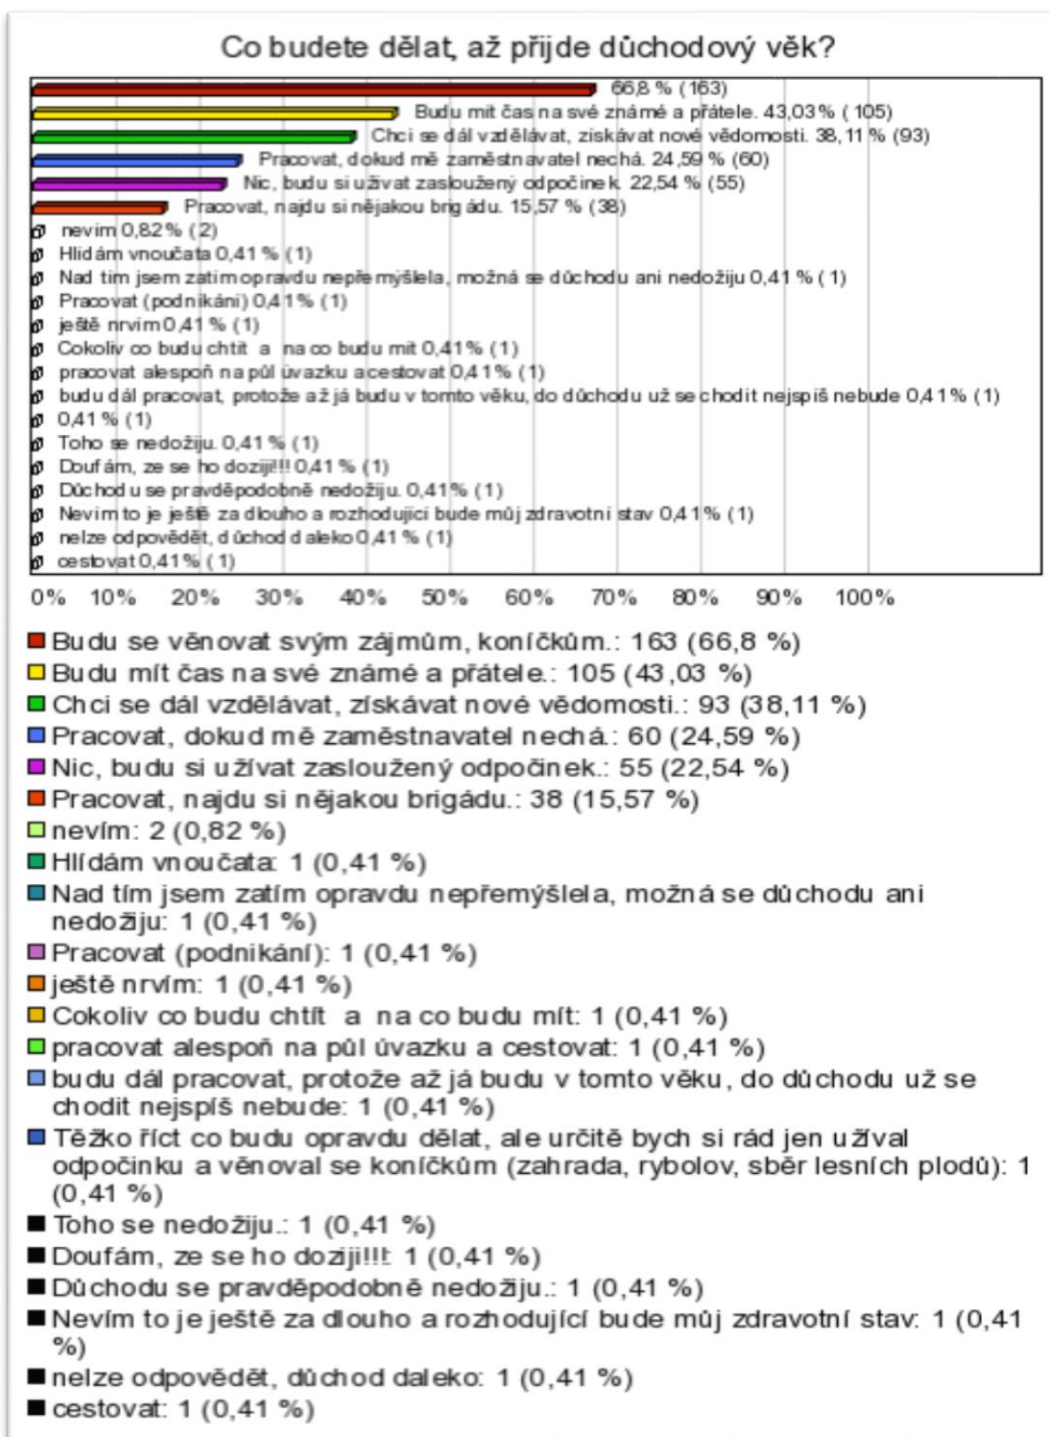 Co budete dělat, až přijde důchodový věk?
66,8 % (163)
Budu mít čas na své známé a přátele. 43,03 % (105)
Chci se dál vzdělávat, získávat nové vědomosti. 38,11 % (93)
Pracovat, dokud mě zaměstnavatel nechá. 24,59 % (60)
Nic, budu si užívat zasloužený odpočinek. 22,54 % (55)
Pracovat, najdu si nějakou brigádu. 15,57 % (38)
nevím 0,82 % (2)
Hlídám vnoučata 0,41 % (1)
Nad tím jsem zatím opravdu nepřemýšlela, možná se důchodu ani nedožiju 0,41 % (1)
Pracovat (podnikání) 0,41 % (1)
ještě nrvím 0,41 % (1)
Cokoliv co budu chtít a na co budu mít 0,41 % (1)
pracovat alespoň na půl úvazku a cestovat 0,41 % (1)
budu dál pracovat, protože až já budu v tomto věku, do důchodu už se chodit nejspíš nebude 0,41 % (1)
0,41 % (1)
Toho se nedožiju. 0,41 % (1)
Doufám, ze se ho doziji!!! 0,41 % (1)
Důchodu se pravděpodobně nedožiju. 0,41 % (1)
Nevím to je ještě za dlouho a rozhodující bude můj zdravotní stav 0,41 % (1)
nelze odpovědět, důchod daleko 0,41 % (1)
cestovat 0,41 % (1)
0% 10% 20% 30% 40% 50% 60% 70% 80% 90% 100%
Budu se věnovat svým zájmům, koníčkům.: 163 (66,8 %)
Budu mít čas na své známé a přátele.: 105 (43,03 %)
Chci se dál vzdělávat, získávat nové vědomosti.: 93 (38,11 %)
Pracovat, dokud mě zaměstnavatel nechá.: 60 (24,59 %)
Nic, budu si užívat zasloužený odpočinek.: 55 (22,54 %)
Pracovat, najdu si nějakou brigádu.: 38 (15,57 %)
nevím: 2 (0,82 %)
Hlídám vnoučata: 1 (0,41 %)
Nad tím jsem zatím opravdu nepřemýšlela, možná se důchodu ani
nedožiju: 1 (0,41 %)
Pracovat (podnikání): 1 (0,41 %)
ještě nrvím: 1 (0,41 %)
Cokoliv co budu chtít a na co budu mít: 1 (0,41 %)
pracovat alespoň na půl úvazku a cestovat: 1 (0,41 %)
budu dál pracovat, protože až já budu v tomto věku, do důchodu už se
chodit nejspíš nebude: 1 (0,41 %)
Těžko říct co budu opravdu dělat, ale určitě bych si rád jen užíval
odpočinku a věnoval se koníčkům (zahrada, rybolov, sběr lesních plodů): 1
(0,41 %)
Toho se nedožiju.: 1 (0,41 %)
Doufám, ze se ho doziji!!!: 1 (0,41 %)
Důchodu se pravděpodobně nedožiju.: 1 (0,41 %)
Nevím to je ještě za dlouho a rozhodující bude můj zdravotní stav: 1 (0,41
%)
nelze odpovědět, důchod daleko: 1 (0,41 %)
cestovat: 1 (0,41 %)